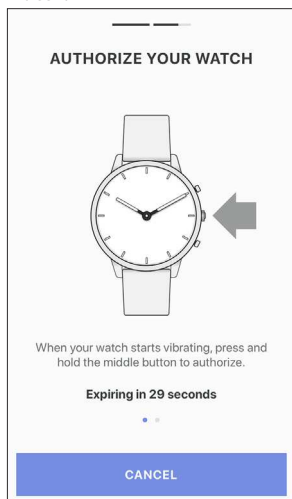 AUTHORIZE YOUR WATCH
When your watch starts vibrating, press and
hold the middle button to authorize.
Expiring in 29 seconds
CANCEL